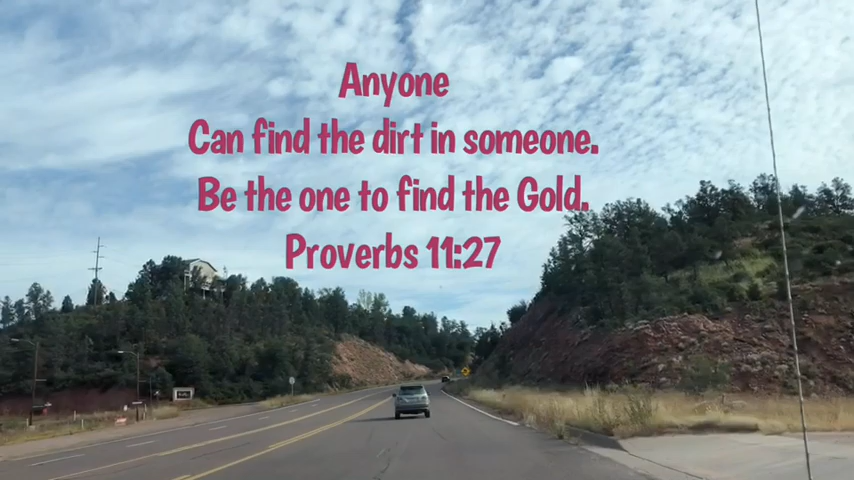 Anyone
Can find the dirt in someone.
Be the one to find the Gold.
Proverbs 11:27